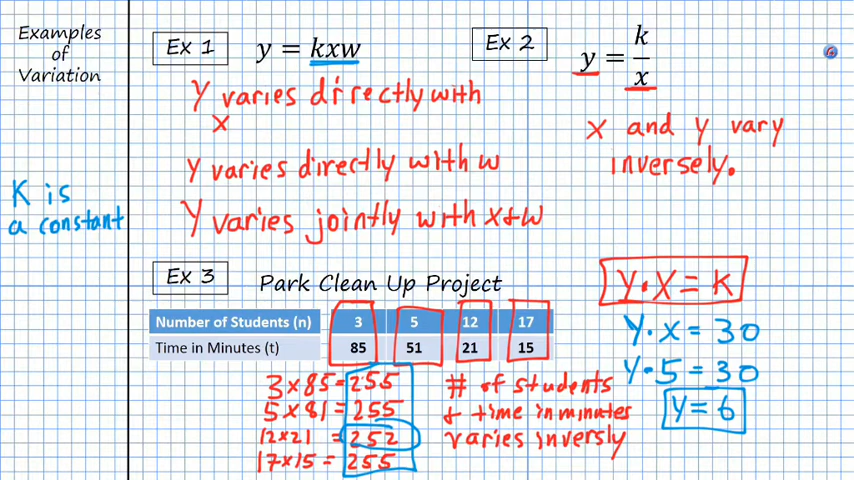 Examples
of
Variation
K is
a constant
Ex 1
y = kxw
Y varies directly with
x
y varies directly with w
Y varies jointly with x+w
Ex 2
y = k/x
x and y vary
inversely.
Ex 3
Park Clean Up Project
Number of Students (n) 3 5 12 17
Time in Minutes (t) 85 51 21 15
3×85=255
5×81=255
12×21 =252
17×15=255
# of students
+ time in minutes
varies inversly
Y•X=K
Y•x=30
Y•5=30
Y=6